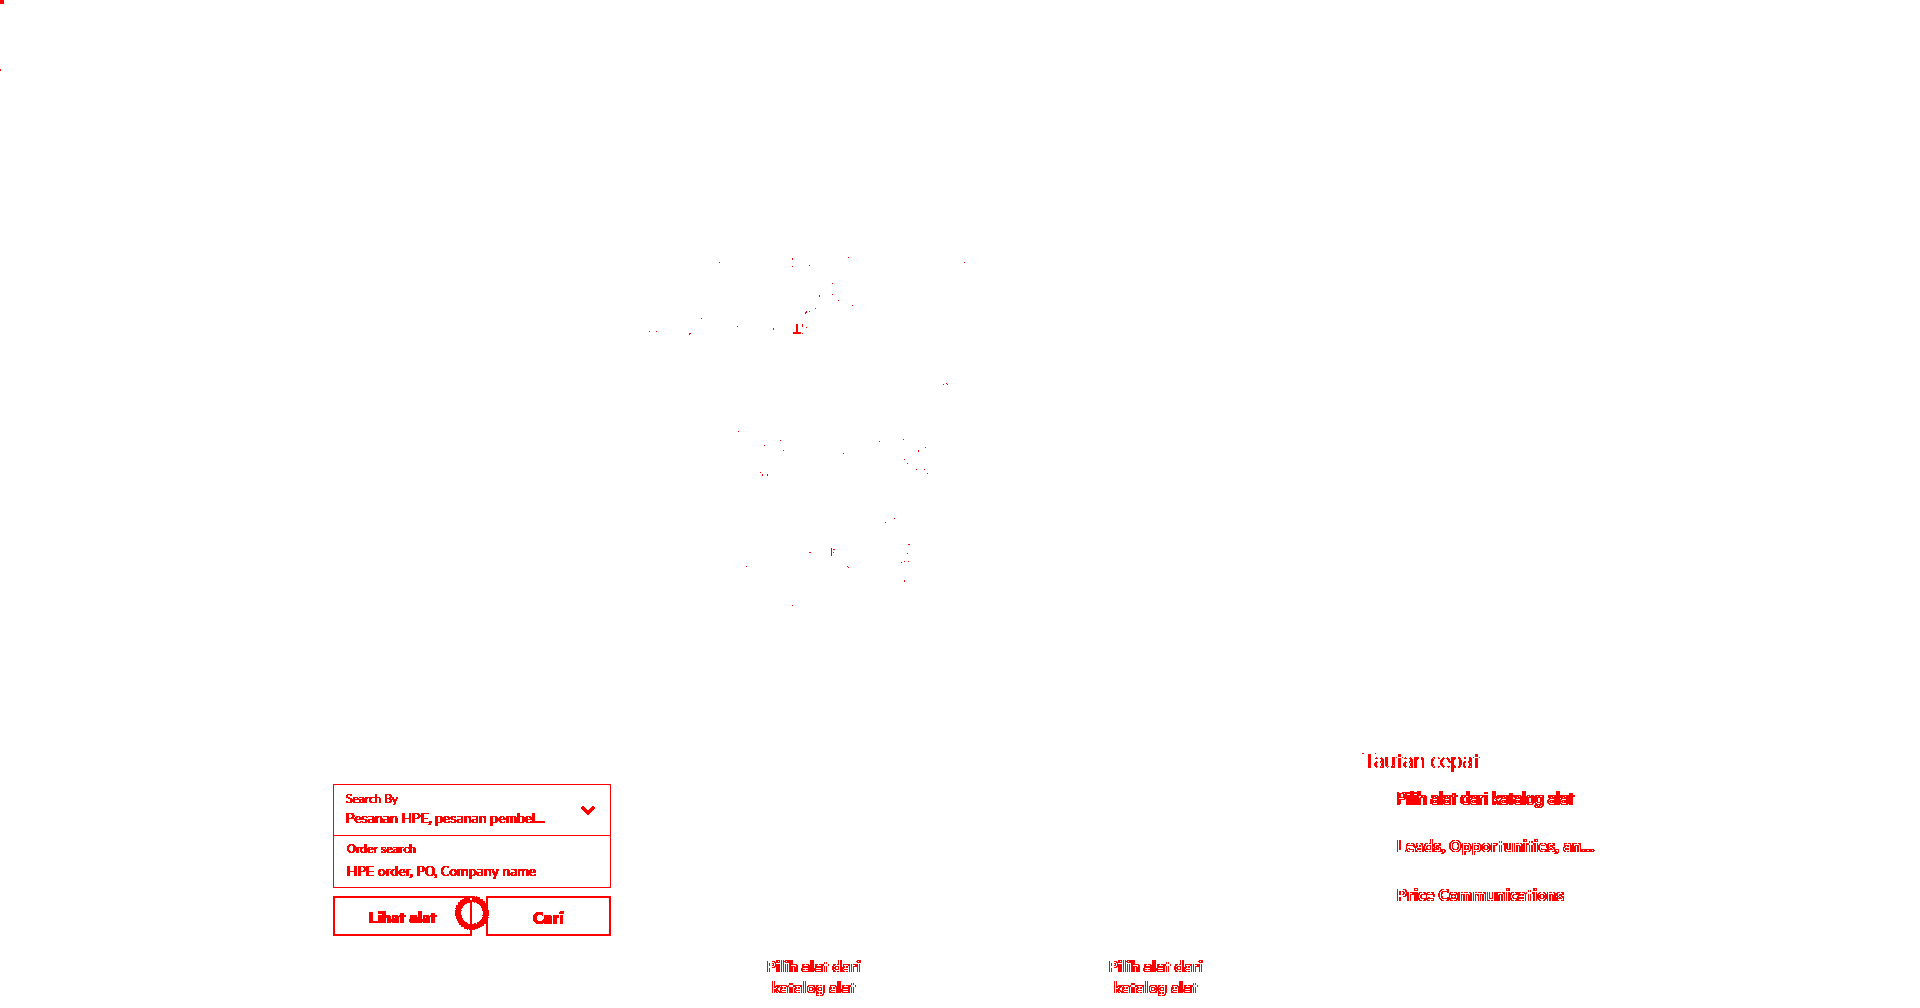 Tautan cepat
Search By
Pesanan HPE, pesanan pembel...
Pilih alat dari katalog alat
Order search
Leads, Opportunities, an...
HPE order, PO, Company name
Price Communications
Lihat alat
Cari
Pilih alat dari
katalog alat
Pilih alat dari
katalog alat